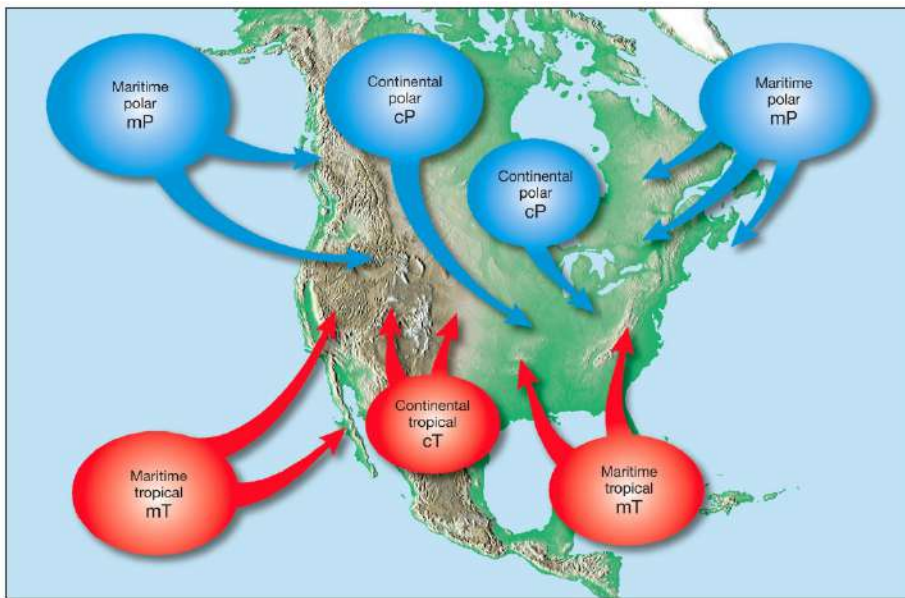 Maritime
polar
mP
Continental
polar
cP
Maritime
polar
mP
Continental
polar
cP
Continental
tropical
cT
Maritime
tropical
mT
Maritime
tropical
mT